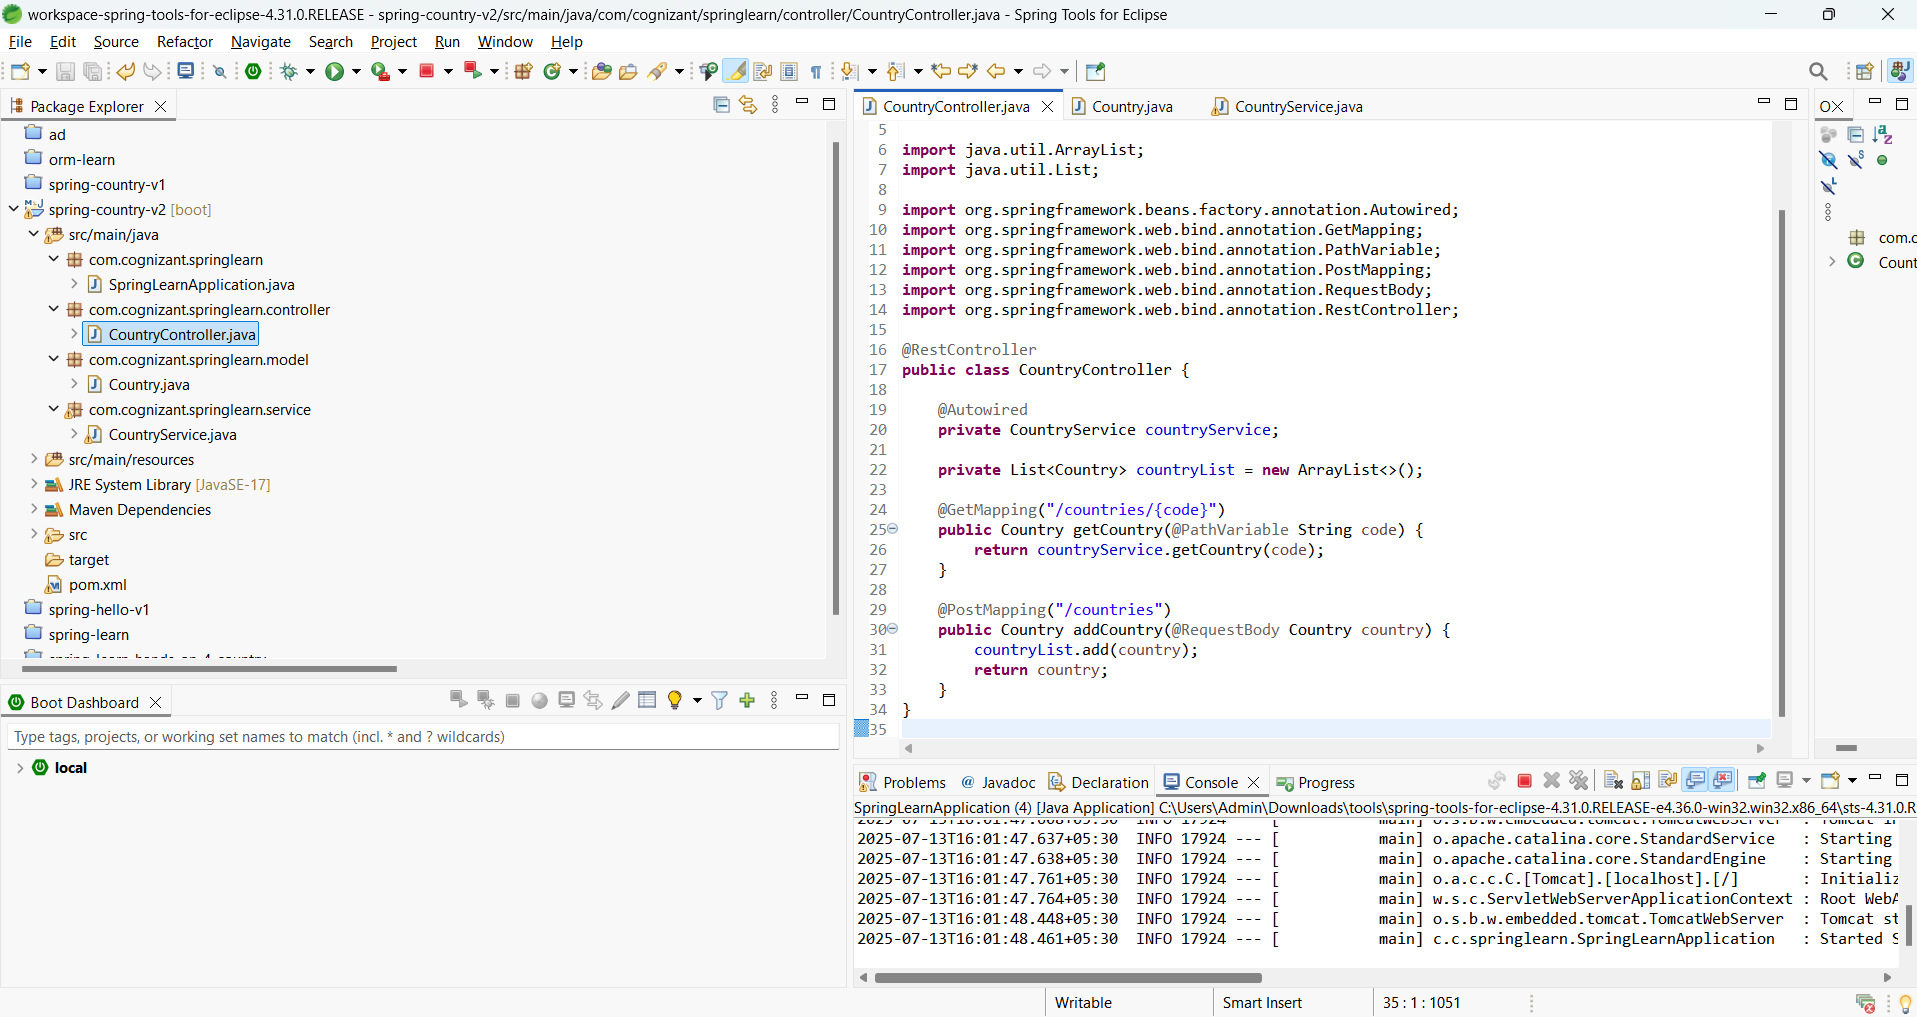 workspace-spring-tools-for-eclipse-4.31.0.RELEASE - spring-country-v2/src/main/java/com/cognizant/springlearn/controller/CountryController.java - Spring Tools for Eclipse
File Edit Source Refactor Navigate Search Project Run Window Help
Package Explorer
ad
orm-learn
spring-country-v1
spring-country-v2 [boot]
src/main/java
com.cognizant.springlearn
SpringLearnApplication.java
com.cognizant.springlearn.controller
CountryController.java
com.cognizant.springlearn.model
Country.java
com.cognizant.springlearn.service
CountryService.java
src/main/resources
JRE System Library [JavaSE-17]
Maven Dependencies
src
target
pom.xml
spring-hello-v1
spring-learn
Boot Dashboard
Type tags, projects, or working set names to match (incl. * and ? wildcards)
local
CountryController.java Country.java CountryService.java
5
6 import java.util.ArrayList;
7 import java.util.List;
8
9 import org.springframework.beans.factory.annotation.Autowired;
10 import org.springframework.web.bind.annotation.GetMapping;
11 import org.springframework.web.bind.annotation.PathVariable;
12 import org.springframework.web.bind.annotation.PostMapping;
13 import org.springframework.web.bind.annotation.RequestBody;
14 import org.springframework.web.bind.annotation.RestController;
15
16 @RestController
17 public class CountryController {
18
19 @Autowired
20 private CountryService countryService;
21
22 private List<Country> countryList = new ArrayList<>();
23
24 @GetMapping("/countries/{code}")
25 public Country getCountry(@PathVariable String code) {
26 return countryService.getCountry(code);
27 }
28
29 @PostMapping("/countries")
30 public Country addCountry(@RequestBody Country country) {
31 countryList.add(country);
32 return country;
33 }
34 }
35
O
com.c
Count
Problems @ Javadoc Declaration Console Progress
SpringLearnApplication (4) [Java Application] C:\Users\Admin\Downloads\tools\spring-tools-for-eclipse-4.31.0.RELEASE-e4.36.0-win32.win32.x86_64\sts-4.31.0.R
2025-07-13T16:01:47.637+05:30 INFO 17924 --- [ main] o.apache.catalina.core.StandardService : Starting
2025-07-13T16:01:47.638+05:30 INFO 17924 --- [ main] o.apache.catalina.core.StandardEngine : Starting
2025-07-13T16:01:47.761+05:30 INFO 17924 --- [ main] o.a.c.c.C.[Tomcat].[localhost].[/] : Initializ
2025-07-13T16:01:47.764+05:30 INFO 17924 --- [ main] w.s.c.ServletWebServerApplicationContext : Root WebA
2025-07-13T16:01:48.448+05:30 INFO 17924 --- [ main] o.s.b.w.embedded.tomcat.TomcatWebServer : Tomcat st
2025-07-13T16:01:48.461+05:30 INFO 17924 --- [ main] c.c.springlearn.SpringLearnApplication : Started S
Writable Smart Insert 35 : 1 : 1051